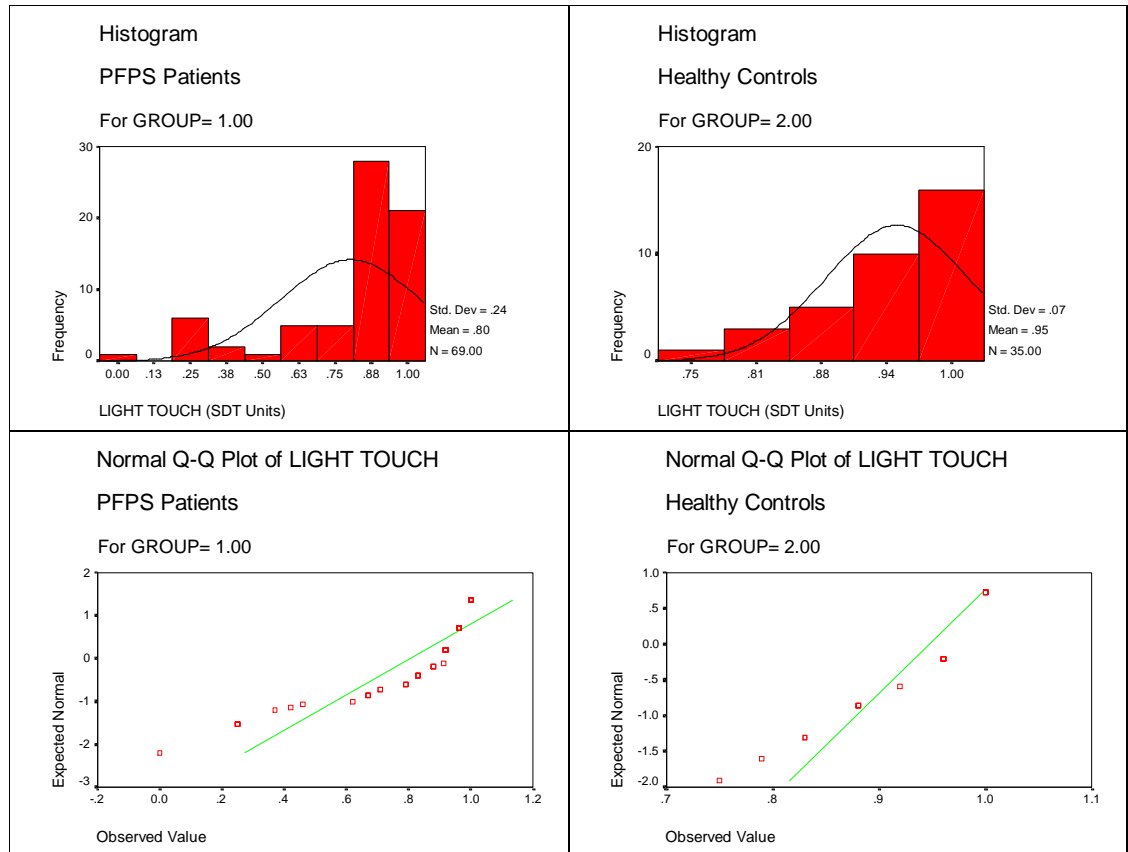 Histogram
PFPS Patients
For GROUP= 1.00
30
20
10
0
Frequency
0.00 .13 .25 .38 .50 .63 .75 .88 1.00
Std. Dev = .24
Mean = .80
N = 69.00
LIGHT TOUCH (SDT Units)
Histogram
Healthy Controls
For GROUP= 2.00
20
10
0
Frequency
.75 .81 .88 .94 1.00
Std. Dev = .07
Mean = .95
N = 35.00
LIGHT TOUCH (SDT Units)
Normal Q-Q Plot of LIGHT TOUCH
PFPS Patients
For GROUP= 1.00
2
1
0
-1
-2
-3
Expected Normal
-.2 0.0 .2 .4 .6 .8 1.0 1.2
Observed Value
Normal Q-Q Plot of LIGHT TOUCH
Healthy Controls
For GROUP= 2.00
1.0
.5
0.0
-.5
-1.0
-1.5
-2.0
Expected Normal
.7 .8 .9 1.0 1.1
Observed Value